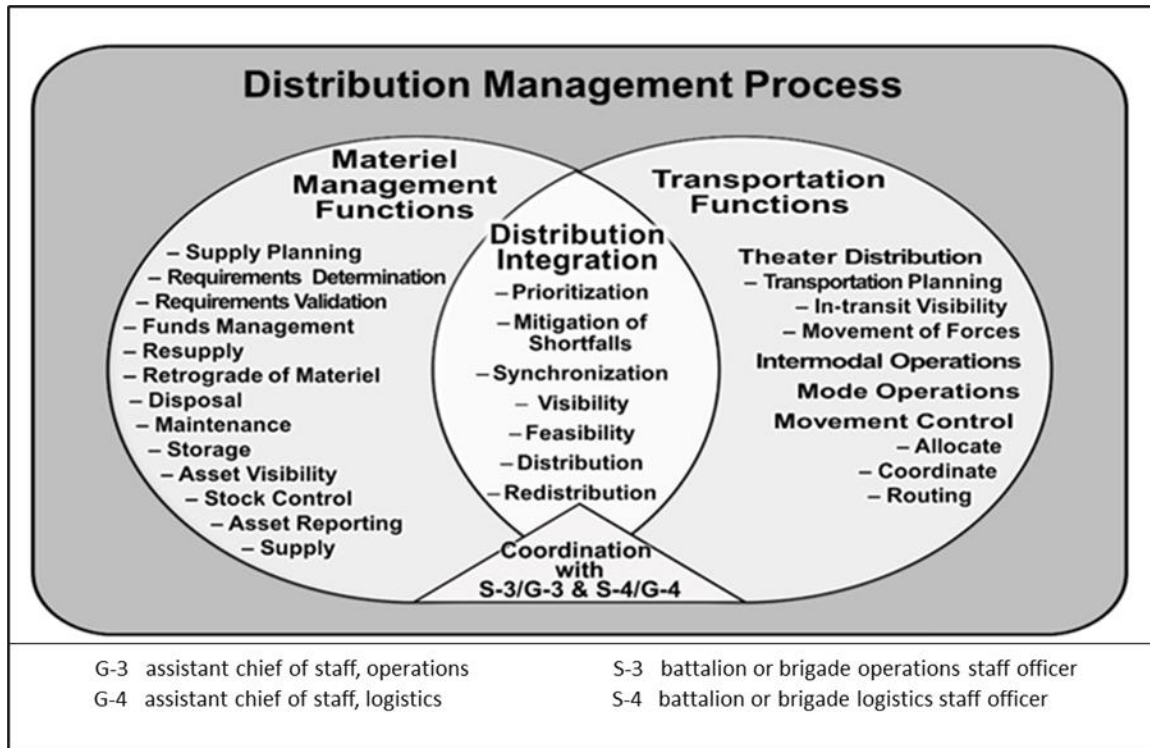 Distribution Management Process
Materiel
Management
Functions
– Supply Planning
– Requirements Determination
– Requirements Validation
– Funds Management
– Resupply
– Retrograde of Materiel
– Disposal
– Maintenance
– Storage
– Asset Visibility
– Stock Control
– Asset Reporting
– Supply
Distribution
Integration
– Prioritization
– Mitigation of
Shortfalls
– Synchronization
– Visibility
– Feasibility
– Distribution
– Redistribution
Coordination
with
S-3/G-3 & S-4/G-4
Transportation
Functions
Theater Distribution
– Transportation Planning
– In-transit Visibility
– Movement of Forces
Intermodal Operations
Mode Operations
Movement Control
– Allocate
– Coordinate
– Routing
G-3 assistant chief of staff, operations
G-4 assistant chief of staff, logistics
S-3 battalion or brigade operations staff officer
S-4 battalion or brigade logistics staff officer